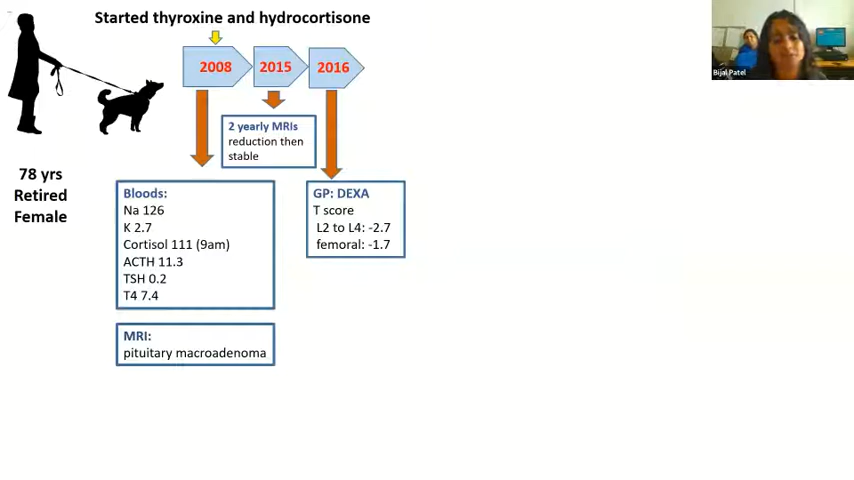 Started thyroxine and hydrocortisone
2008
2015
2016
Bijal Patel
2 yearly MRIs
reduction then
stable
78 yrs
Retired
Female
Bloods:
Na 126
K 2.7
Cortisol 111 (9am)
ACTH 11.3
TSH 0.2
T4 7.4
GP: DEXA
T score
L2 to L4: -2.7
femoral: -1.7
MRI:
pituitary macroadenoma